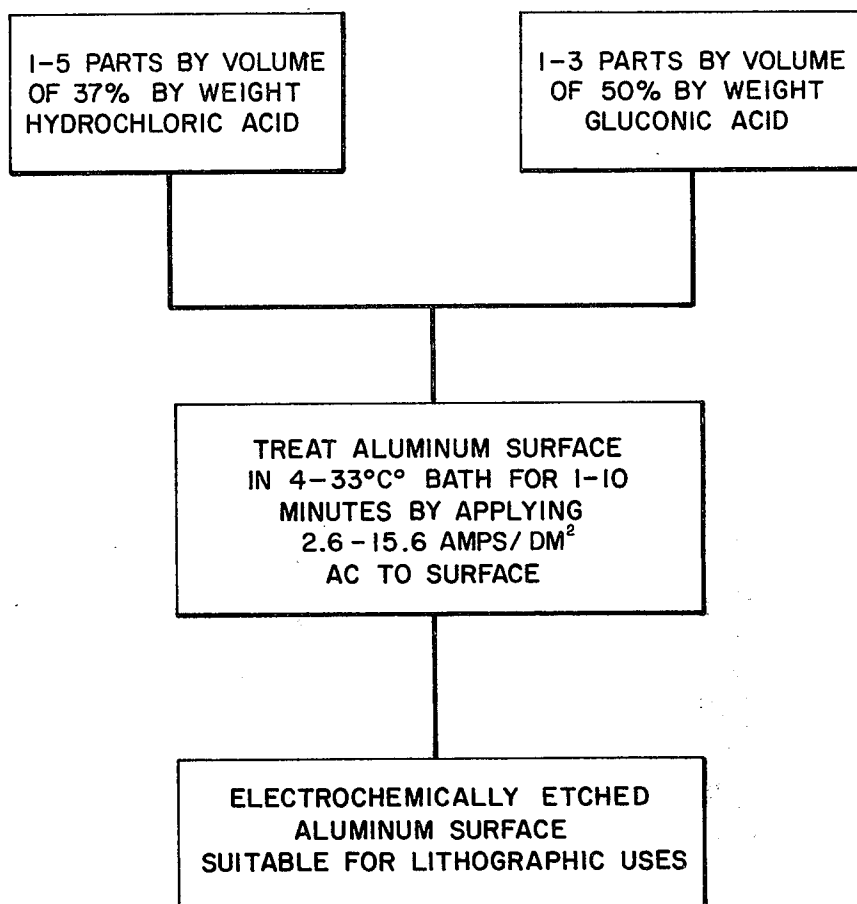 1-5 PARTS BY VOLUME
OF 37% BY WEIGHT
HYDROCHLORIC ACID
1-3 PARTS BY VOLUME
OF 50% BY WEIGHT
GLUCONIC ACID
TREAT ALUMINUM SURFACE
IN 4-33°C° BATH FOR 1-10
MINUTES BY APPLYING
2.6-15.6 AMPS/DM²
AC TO SURFACE
ELECTROCHEMICALLY ETCHED
ALUMINUM SURFACE
SUITABLE FOR LITHOGRAPHIC USES